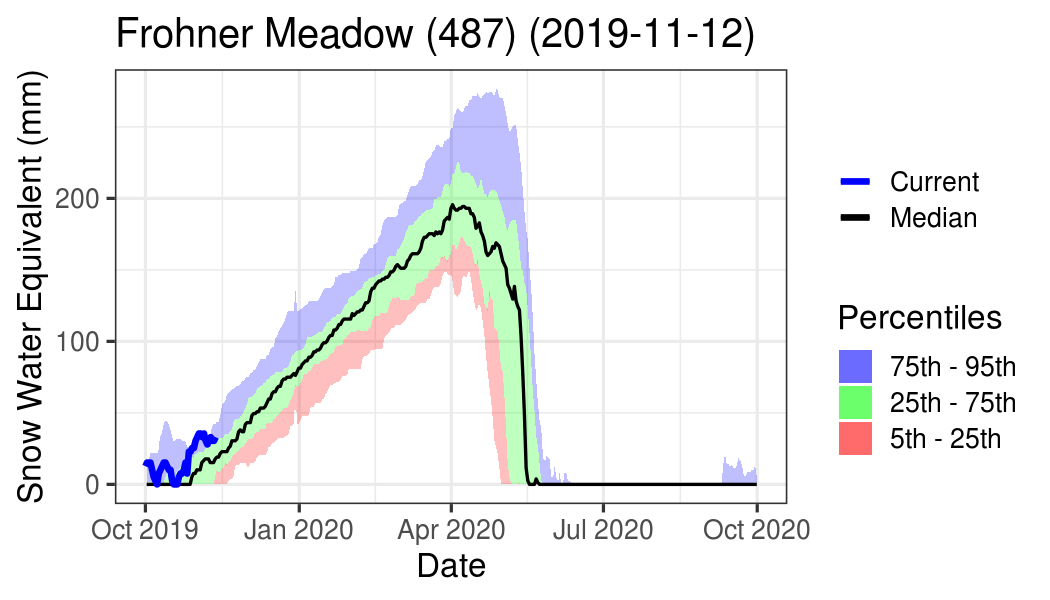 Frohner Meadow (487) (2019-11-12)
Snow Water Equivalent (mm)
200
100
0
Oct 2019
Jan 2020
Apr 2020
Jul 2020
Oct 2020
Date
Current
Median
Percentiles
75th - 95th
25th - 75th
5th - 25th